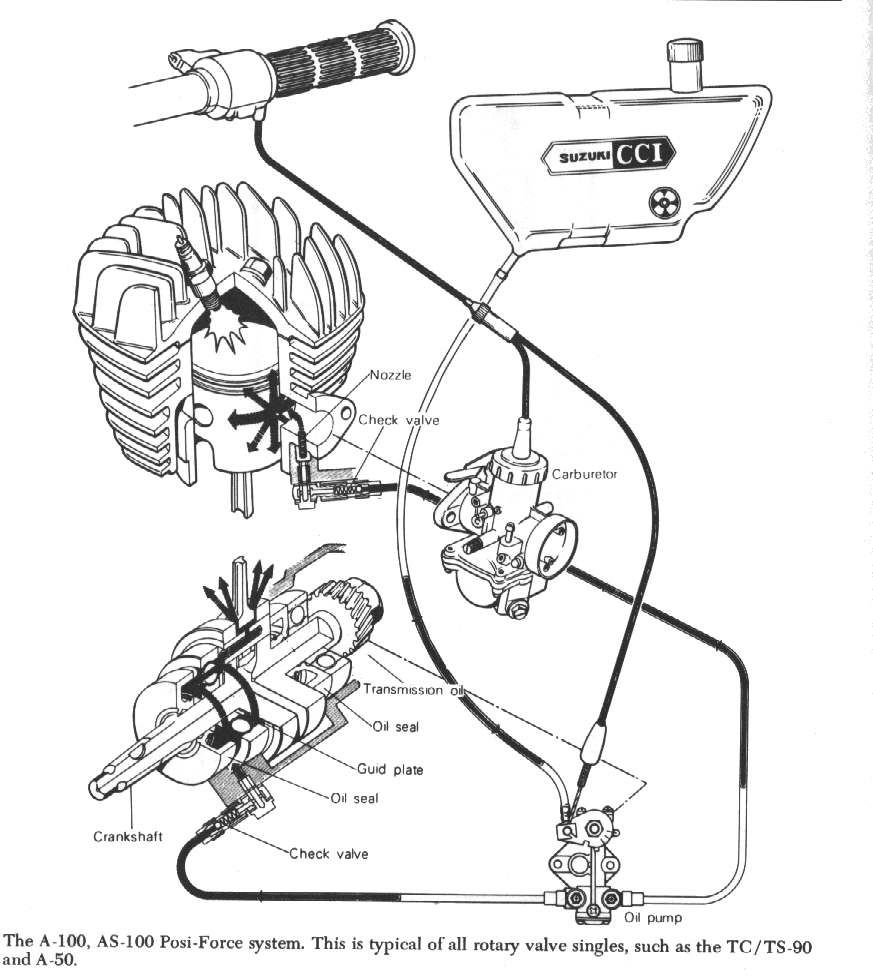 SUZUKI CCI
Nozzle
Check valve
Carburetor
Transmission oil
Oil seal
Guid plate
Oil seal
Crankshaft
Check valve
Oil pump
The A-100, AS-100 Posi-Force system. This is typical of all rotary valve singles, such as the TC/TS-90
and A-50.